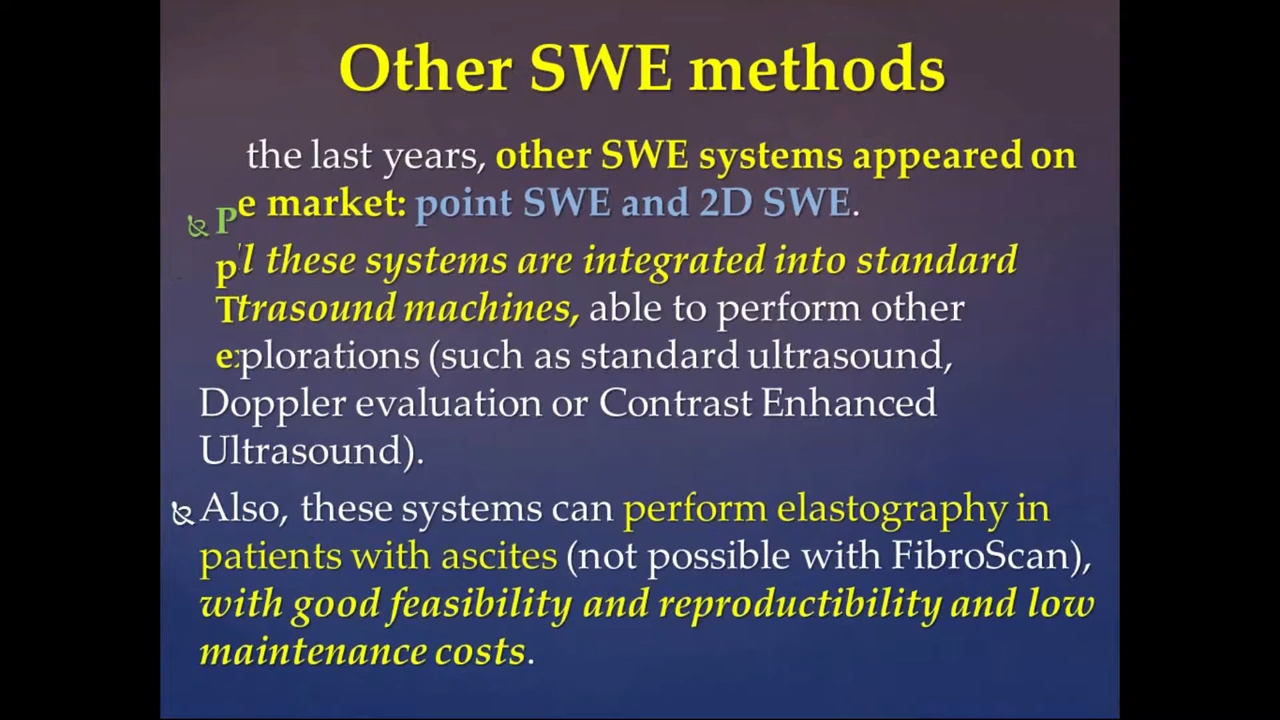 Other SWE methods
the last years, other SWE systems appeared on
e market: point SWE and 2D SWE.
P
l these systems are integrated into standard
p
T
trasound machines, able to perform other
e
plorations (such as standard ultrasound,
Doppler evaluation or Contrast Enhanced
Ultrasound).
Also, these systems can perform elastography in
patients with ascites (not possible with FibroScan),
with good feasibility and reproductibility and low
maintenance costs.